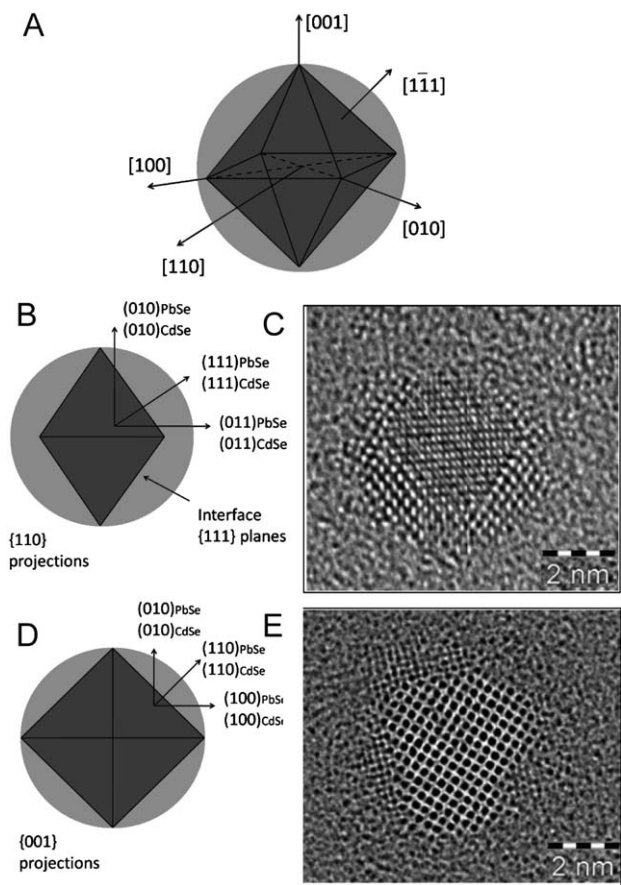 A
[001]
[11̅1]
[100]
[010]
[110]
B
(010)PbSe
(010)CdSe
(111)PbSe
(111)CdSe
(011)PbSe
(011)CdSe
Interface
{111} planes
{110}
projections
C
2 nm
D
(010)PbSe
(010)CdSe
(110)PbSe
(110)CdSe
(100)PbS
(100)CdS
{001}
projections
E
2 nm